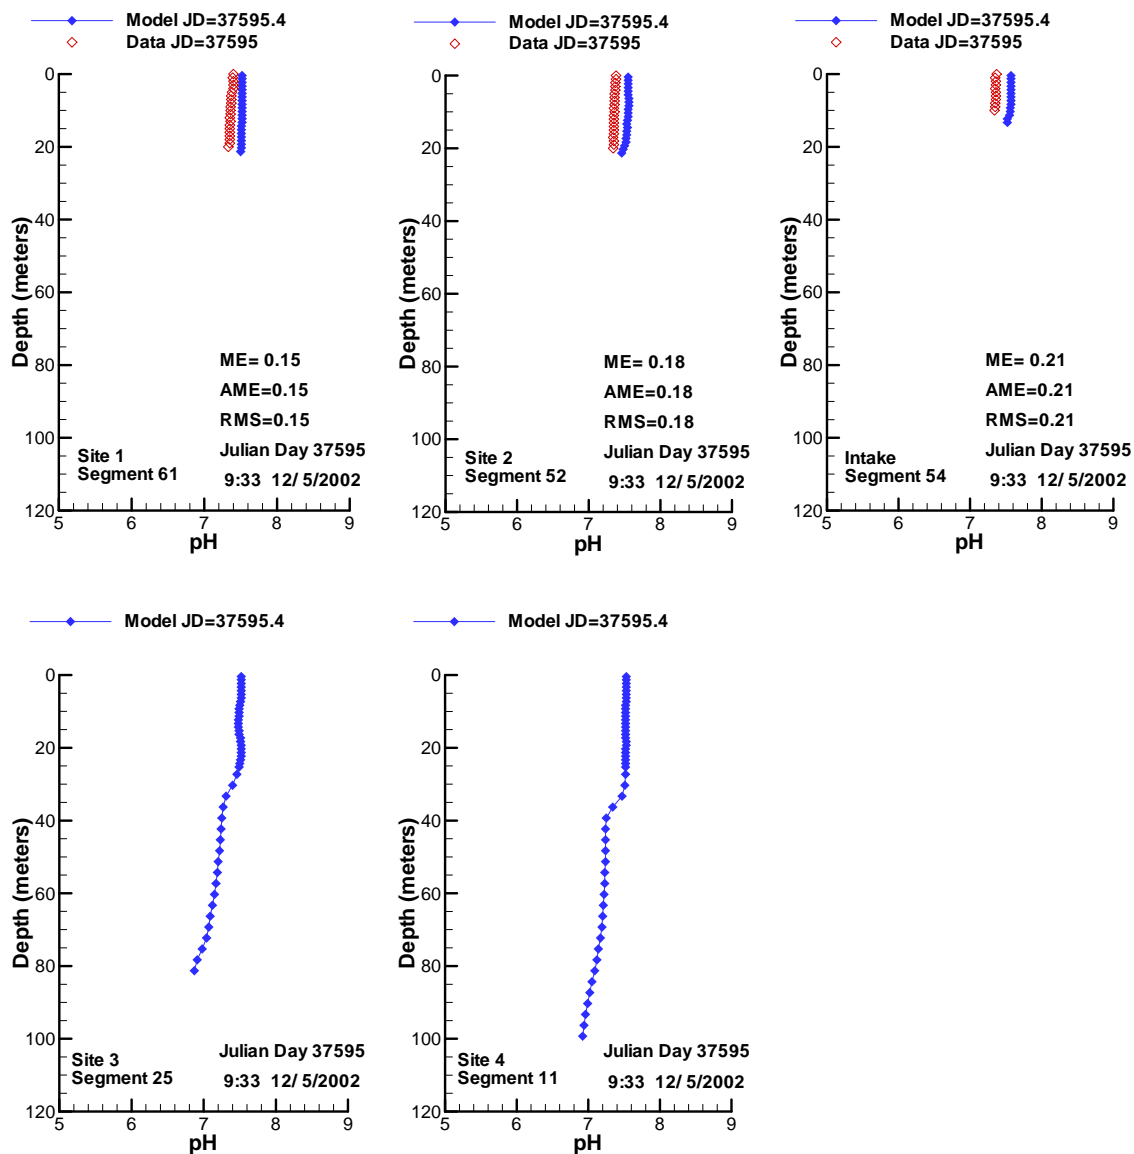 Model JD=37595.4
Data JD=37595
0
20
40
60
80
100
120
Depth (meters)
ME= 0.15
AME=0.15
RMS=0.15
Julian Day 37595
9:33 12/ 5/2002
Site 1
Segment 61
5 6 7 8 9
pH
Model JD=37595.4
Data JD=37595
0
20
40
60
80
100
120
Depth (meters)
ME= 0.18
AME=0.18
RMS=0.18
Julian Day 37595
9:33 12/ 5/2002
Site 2
Segment 52
5 6 7 8 9
pH
Model JD=37595.4
Data JD=37595
0
20
40
60
80
100
120
Depth (meters)
ME= 0.21
AME=0.21
RMS=0.21
Julian Day 37595
9:33 12/ 5/2002
Intake
Segment 54
5 6 7 8 9
pH
Model JD=37595.4
0
20
40
60
80
100
120
Depth (meters)
Julian Day 37595
9:33 12/ 5/2002
Site 3
Segment 25
5 6 7 8 9
pH
Model JD=37595.4
0
20
40
60
80
100
120
Depth (meters)
Julian Day 37595
9:33 12/ 5/2002
Site 4
Segment 11
5 6 7 8 9
pH